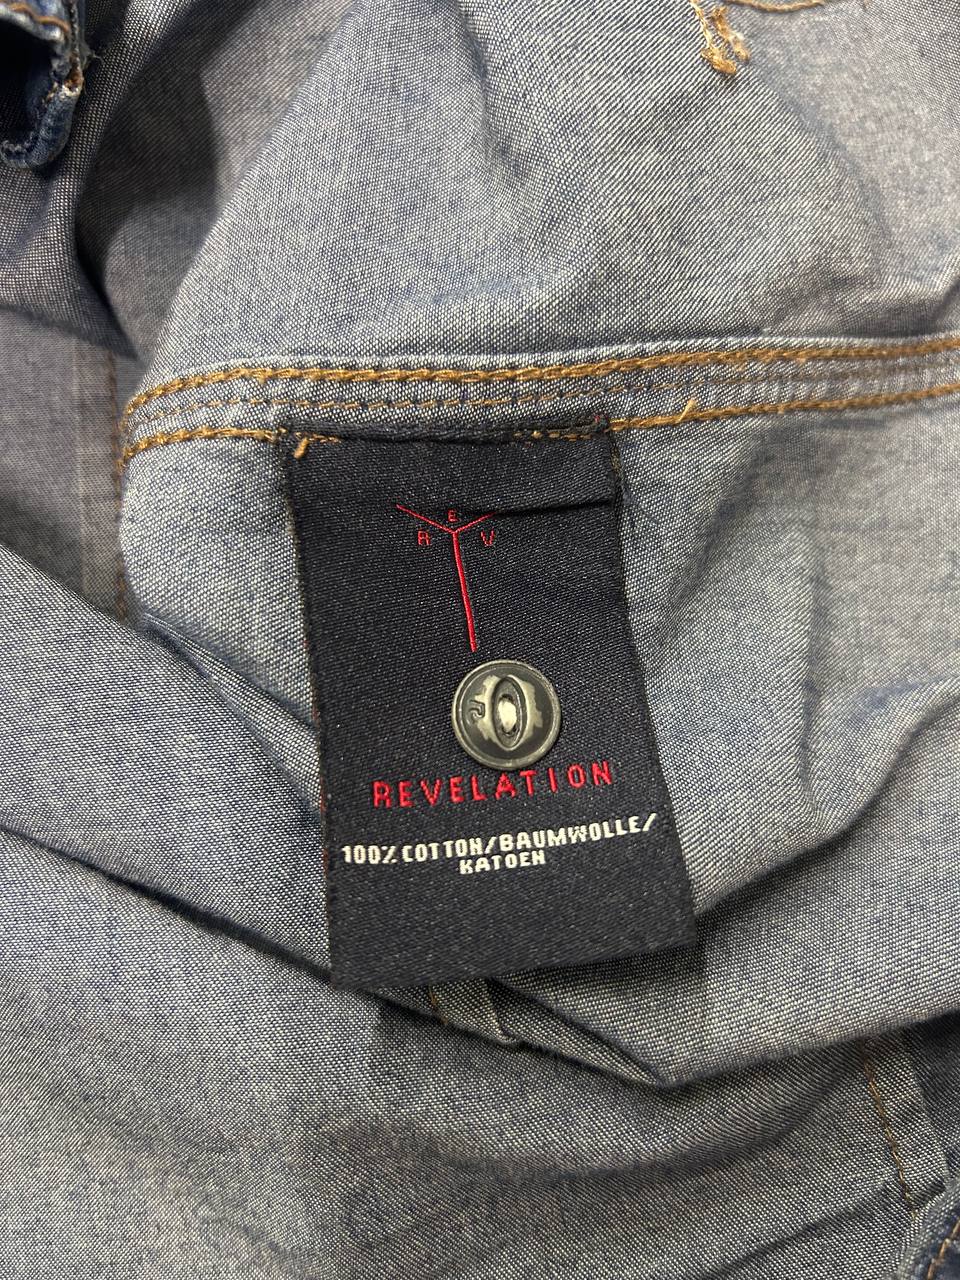 E
R V
R
REVELATION
100% COTTON/BAUMWOLLE/
KATOEN